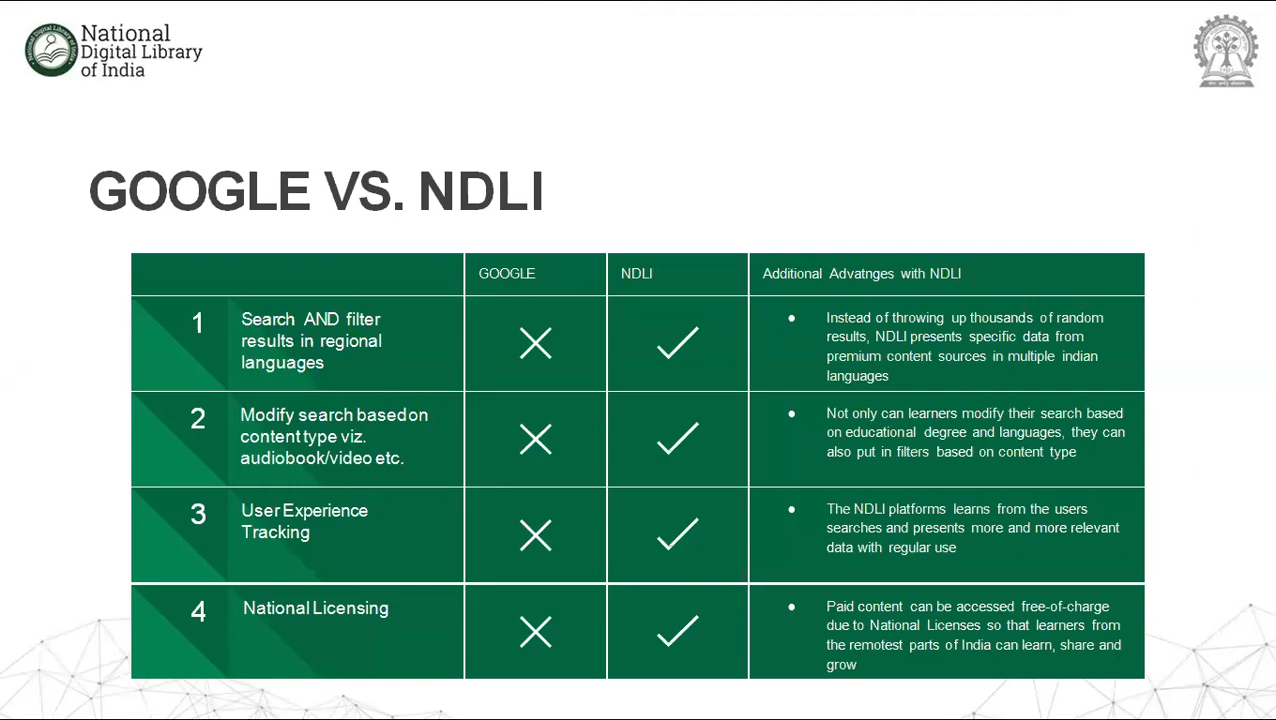 National
Digital Library
of India
GOOGLE VS. NDLI
GOOGLE
NDLI
Additional Advatnges with NDLI
1
Search AND filter
results in regional
languages
Instead of throwing up thousands of random
results, NDLI presents specific data from
premium content sources in multiple indian
languages
2
Modify search based on
content type viz.
audiobook/video etc.
Not only can learners modify their search based
on educational degree and languages, they can
also put in filters based on content type
3
User Experience
Tracking
The NDLI platforms learns from the users
searches and presents more and more relevant
data with regular use
4
National Licensing
Paid content can be accessed free-of-charge
due to National Licenses so that learners from
the remotest parts of India can learn, share and
grow